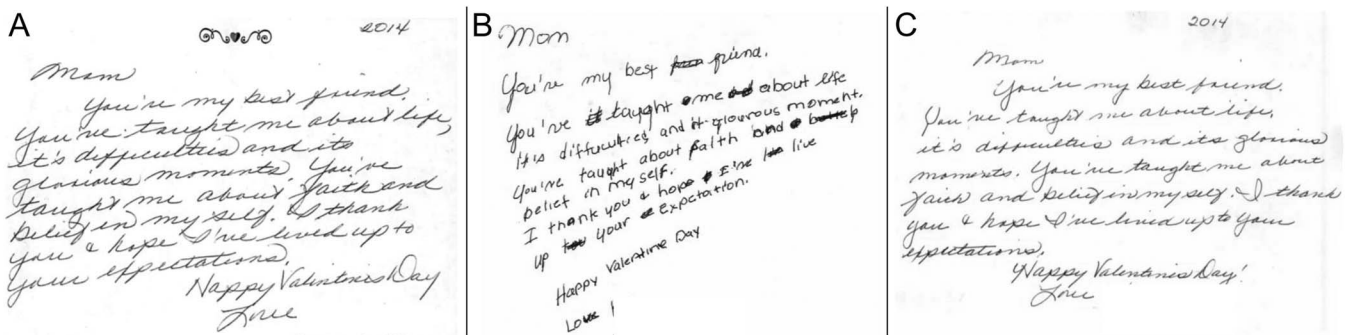 A
2014
Mom
You're my best friend.
You've taught me about life,
it's difficulties and its
glorious moments. You've
taught me about faith and
belief in my self. I thank
you & hope I've lived up to
your expectations.
Happy Valentine's Day
Love
B
Mom
You're my best friend.
You've taught me about life
It's difficulties and it glourous moment.
You've taught about faith
belief in myself.
I thank you & hope I've live
up your Expectation.
Happy Valentine Day
Love !
C
2014
Mom
You're my best friend.
You've taught me about life,
it's difficulties and its glorious
moments. You've taught me about
faith and belief in my self. I thank
you & hope I've lived up to your
expectations.
Happy Valentine's Day!
Love